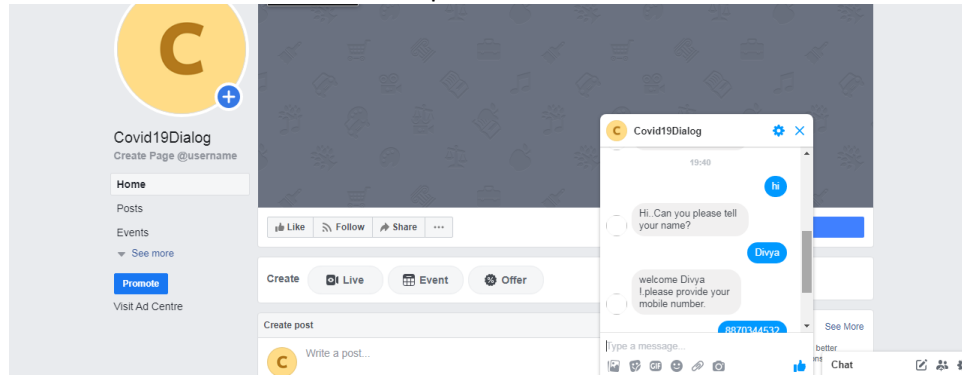 C
Covid19Dialog
Create Page @username
Home
Posts
Events
See more
Promote
Visit Ad Centre
Like
Follow
Share
Create
Live
Event
Offer
Create post
C
Write a post...
C
Covid19Dialog
19:40
hi
Hi..Can you please tell
your name?
Divya
welcome Divya
!.please provide your
mobile number.
8870344532
Type a message...
GIF
See More
better
Chat